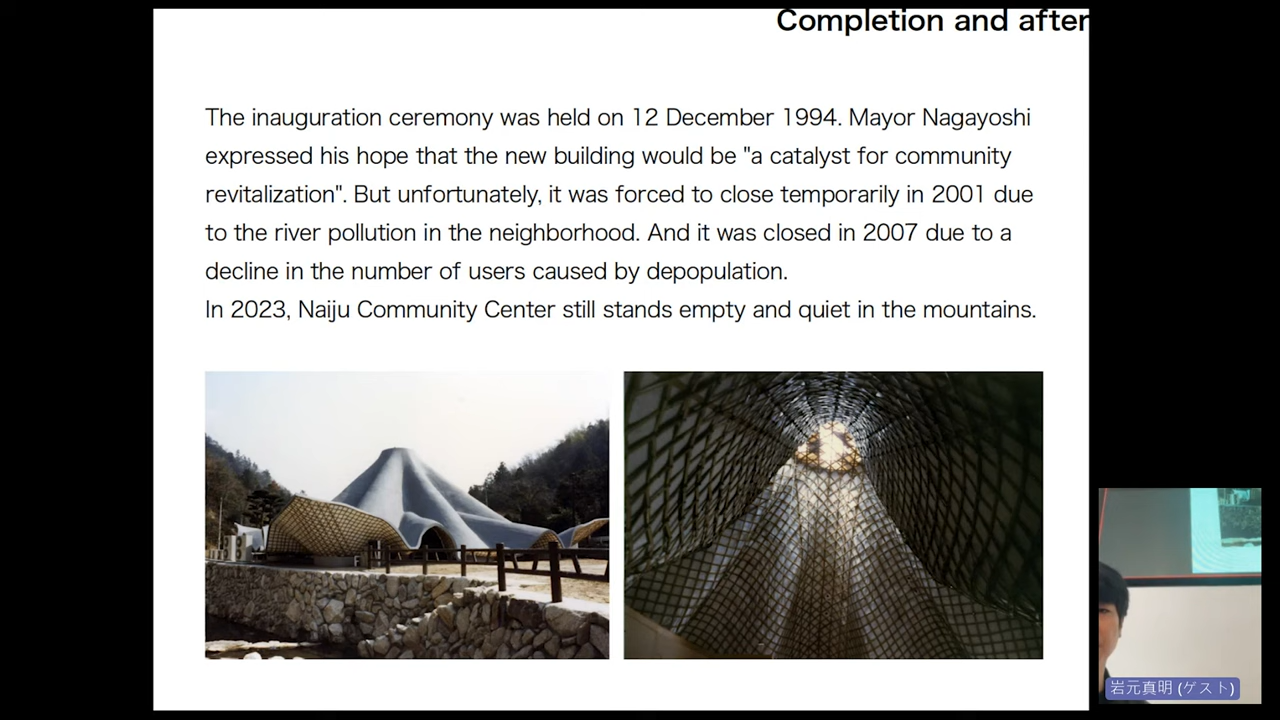 Completion and after
The inauguration ceremony was held on 12 December 1994. Mayor Nagayoshi
expressed his hope that the new building would be "a catalyst for community
revitalization". But unfortunately, it was forced to close temporarily in 2001 due
to the river pollution in the neighborhood. And it was closed in 2007 due to a
decline in the number of users caused by depopulation.
In 2023, Naiju Community Center still stands empty and quiet in the mountains.
岩元真明 (ゲスト)